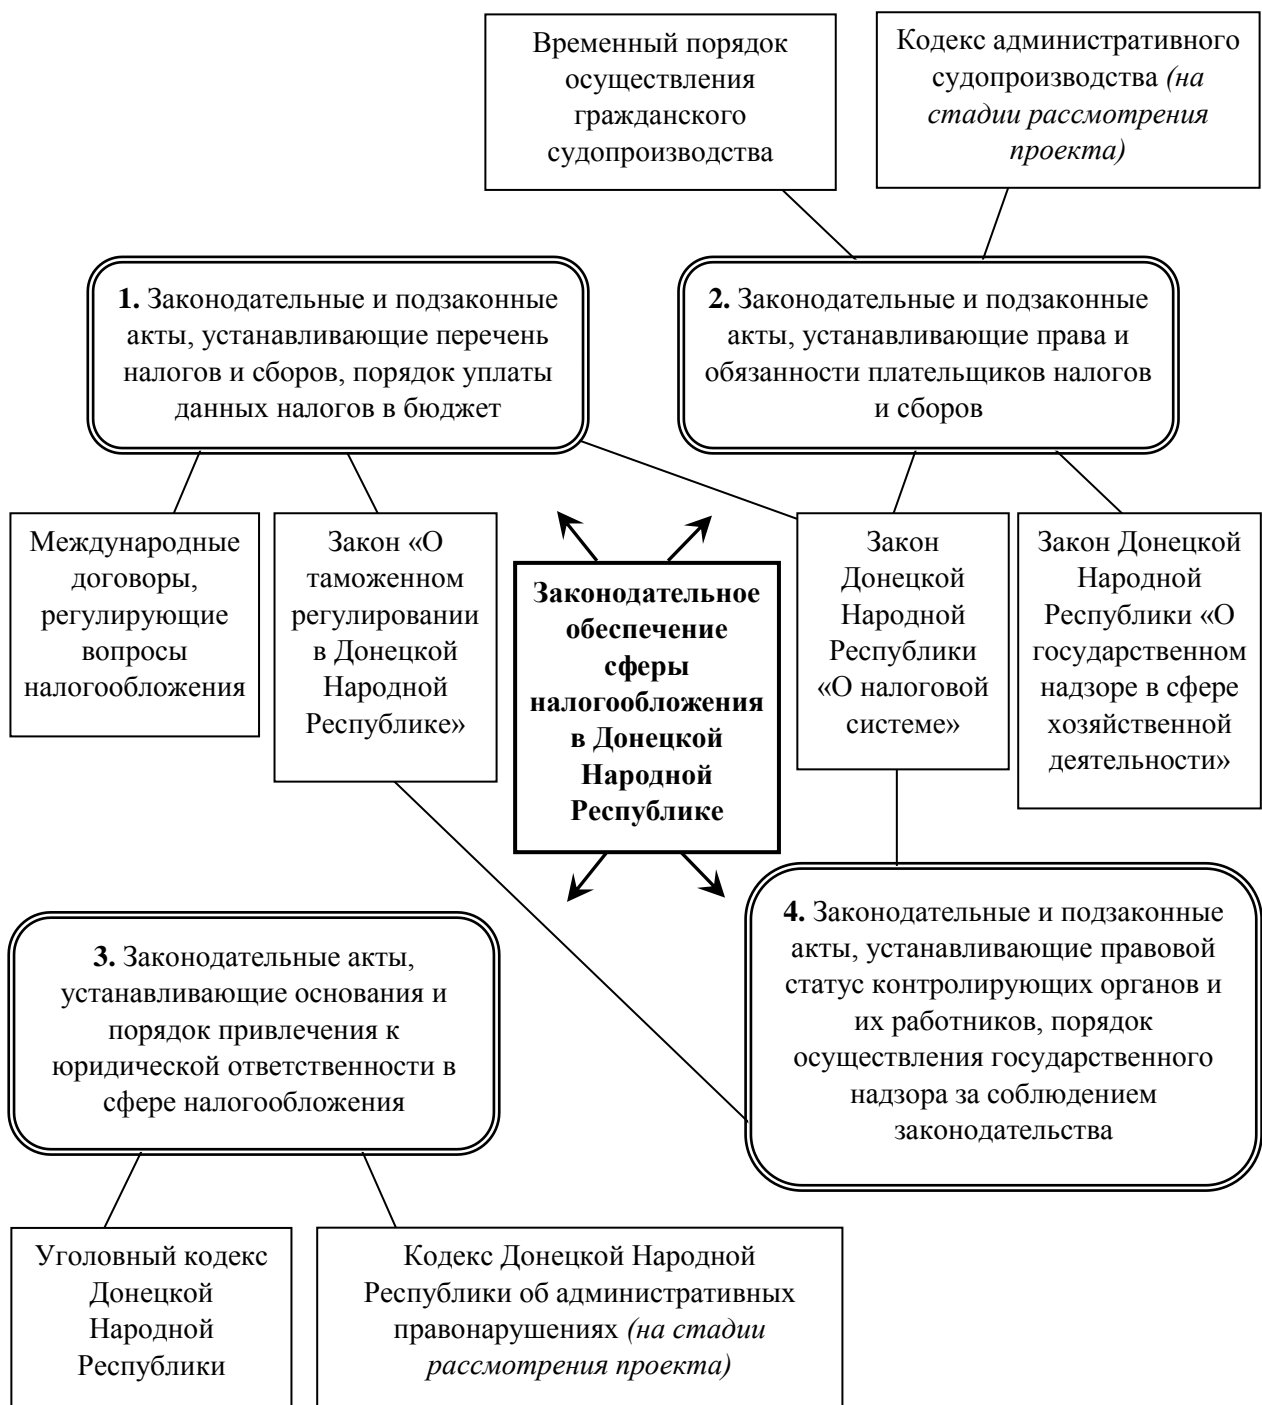 Временный порядок
осуществления
гражданского
судопроизводства
Кодекс административного
судопроизводства (на
стадии рассмотрения
проекта)
1. Законодательные и подзаконные
акты, устанавливающие перечень
налогов и сборов, порядок уплаты
данных налогов в бюджет
2. Законодательные и подзаконные
акты, устанавливающие права и
обязанности плательщиков налогов
и сборов
Международные
договоры,
регулирующие
вопросы
налогообложения
Закон «О
таможенном
регулировании
в Донецкой
Народной
Республике»
Законодательное
обеспечение
сферы
налогообложения
в Донецкой
Народной
Республике
Закон
Донецкой
Народной
Республики
«О налоговой
системе»
Закон Донецкой
Народной
Республики «О
государственном
надзоре в сфере
хозяйственной
деятельности»
3. Законодательные акты,
устанавливающие основания и
порядок привлечения к
юридической ответственности в
сфере налогообложения
4. Законодательные и подзаконные
акты, устанавливающие правовой
статус контролирующих органов и
их работников, порядок
осуществления государственного
надзора за соблюдением
законодательства
Уголовный кодекс
Донецкой
Народной
Республики
Кодекс Донецкой Народной
Республики об административных
правонарушениях (на стадии
рассмотрения проекта)